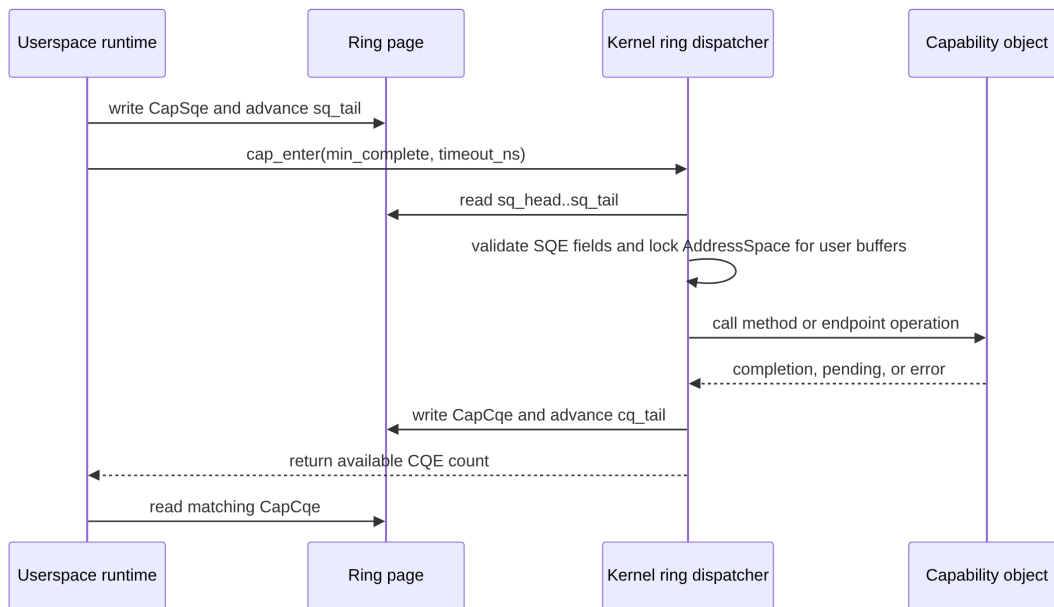 Userspace runtime
Ring page
Kernel ring dispatcher
Capability object
write CapSqe and advance sq_tail
cap_enter(min_complete, timeout_ns)
read sq_head..sq_tail
validate SQE fields and lock AddressSpace for user buffers
call method or endpoint operation
completion, pending, or error
write CapCqe and advance cq_tail
return available CQE count
read matching CapCqe
Userspace runtime
Ring page
Kernel ring dispatcher
Capability object